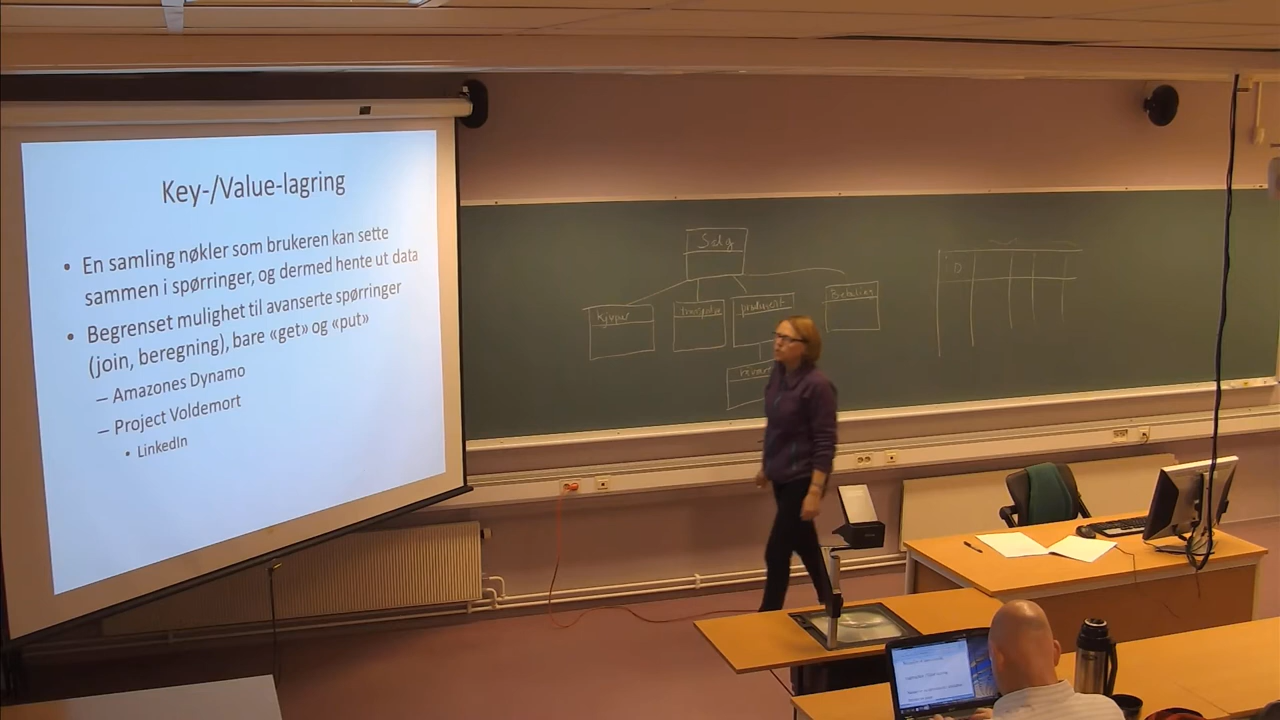 Key-/Value-lagring
• En samling nøkler som brukeren kan sette
sammen i spørringer, og dermed hente ut data
• Begrenset mulighet til avanserte spørringer
(join, beregning), bare «get» og «put»
– Amazones Dynamo
– Project Voldemort
• LinkedIn
Salg
Kjøper
Betaling
ID